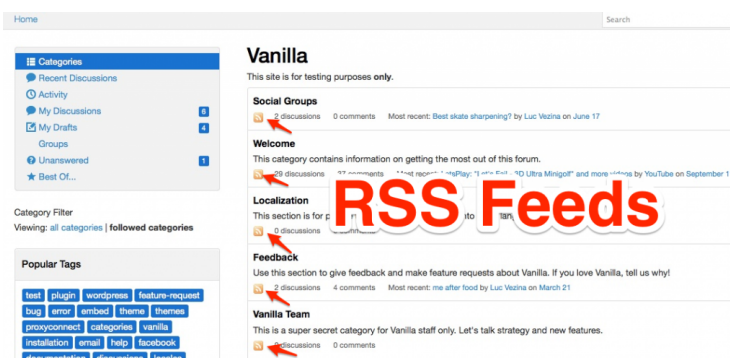 Home
Search
Categories
Recent Discussions
Activity
My Discussions 6
My Drafts 4
Groups
Unanswered 1
Best Of...
Category Filter
Viewing: all categories | followed categories
Popular Tags
test plugin wordpress feature-request
bug error embed theme themes
proxyconnect categories vanilla
installation email help facebook
Vanilla
This site is for testing purposes only.
Social Groups
2 discussions 0 comments Most recent: Best skate sharpening? by Luc Vezina on June 17
Welcome
This category contains information on getting the most out of this forum.
29 discussions comments Most recent: and more videos by YouTube on September 1
RSS Feeds
Localization
This section is for
0 discussions
Feedback
Use this section to give feedback and make feature requests about Vanilla. If you love Vanilla, tell us why!
2 discussions 4 comments Most recent: me after food by Luc Vezina on March 21
Vanilla Team
This is a super secret category for Vanilla staff only. Let's talk strategy and new features.
discussions 0 comments